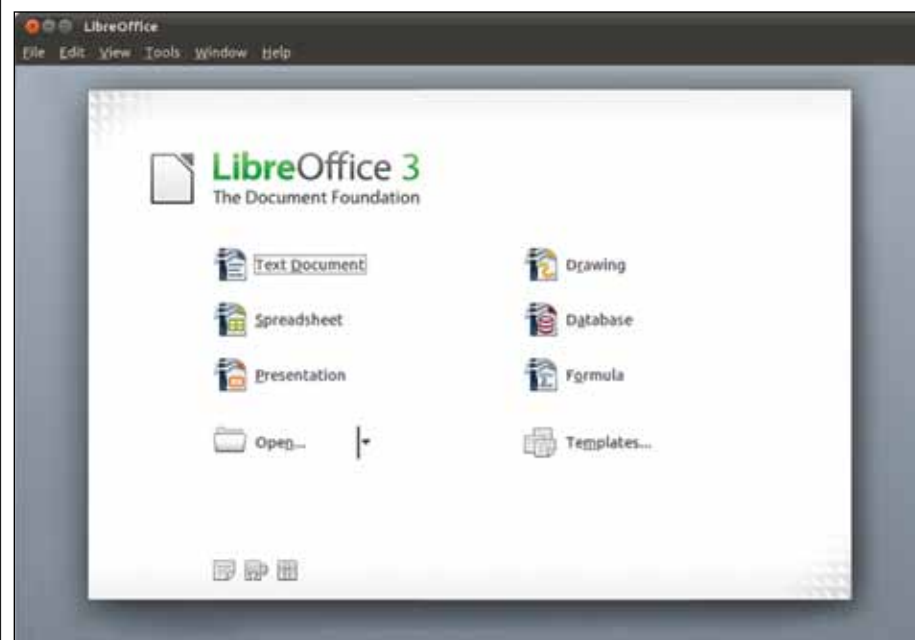 LibreOffice
File Edit View Tools Window Help
LibreOffice 3
The Document Foundation
Text Document
Drawing
Spreadsheet
Database
Presentation
Formula
Open...
Templates...